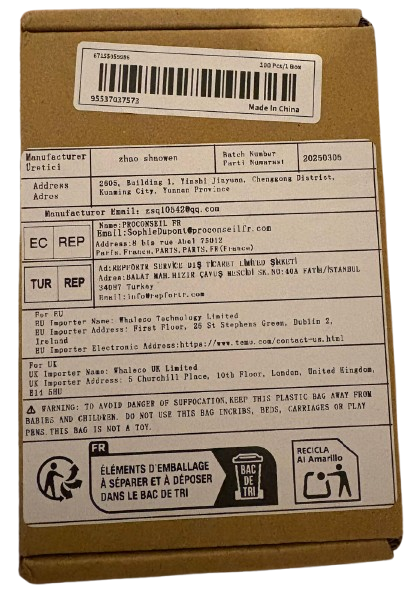 67155055986
100 Pcs/1 Box
95537037573
Made In China
Manufacturer
Üretici
zhao shaowen
Batch Number
Parti Numarası
20250305
Address
Adres
2605, Building 1, Yinshi Jiayuan, Chenggong District,
Kunming City, Yunnan Province
Manufacturer Email: zsq10542@qq.com
EC REP
Name:PROCONSEIL FR
Email:SophieDupont@proconseilfr.com
Address:8 bis rue Abel 75012
Paris,France,PARIS,PARIS,FR(France)
TUR REP
Ad:REPFORTR SERVICE DIŞ TİCARET LİMİTED ŞİRKETİ
Adres:BALAT MAH.HIZIR ÇAVUŞ MESCİDİ SK.NO:40A FATİH/İSTANBUL
34087 Turkey
Email:info@repfortr.com
For EU
EU Importer Name: Whaleco Technology Limited
EU Importer Address: First Floor, 25 St Stephens Green, Dublin 2,
Ireland
EU Importer Electronic Address:https://www.temu.com/contact-us.html
For UK
UK Importer Name: Whaleco UK Limited
UK Importer Address: 5 Churchill Place, 10th Floor, London, United Kingdom,
E14 5HU
⚠ WARNING: TO AVOID DANGER OF SUFFOCATION,KEEP THIS PLASTIC BAG AWAY FROM
BABIES AND CHILDREN. DO NOT USE THIS BAG INCRIBS, BEDS, CARRIAGES OR PLAY
PENS.THIS BAG IS NOT A TOY.
FR
ÉLÉMENTS D'EMBALLAGE
À SÉPARER ET À DÉPOSER
DANS LE BAC DE TRI
BAC
DE
TRI
RECICLA
Al Amarillo